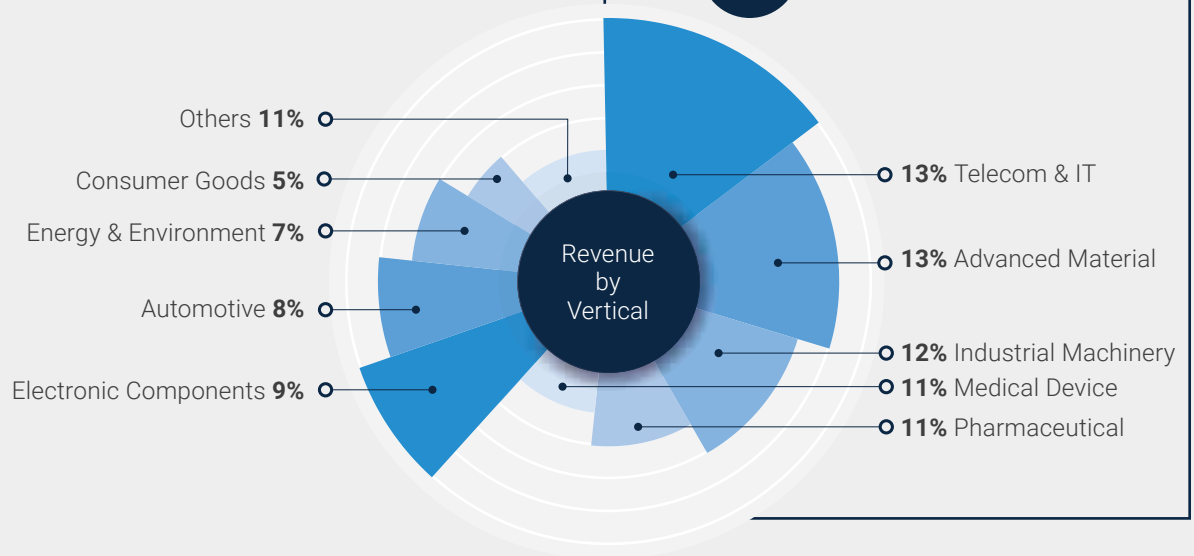 Others 11%
Consumer Goods 5%
Energy & Environment 7%
Automotive 8%
Electronic Components 9%
Revenue
by
Vertical
13% Telecom & IT
13% Advanced Material
12% Industrial Machinery
11% Medical Device
11% Pharmaceutical